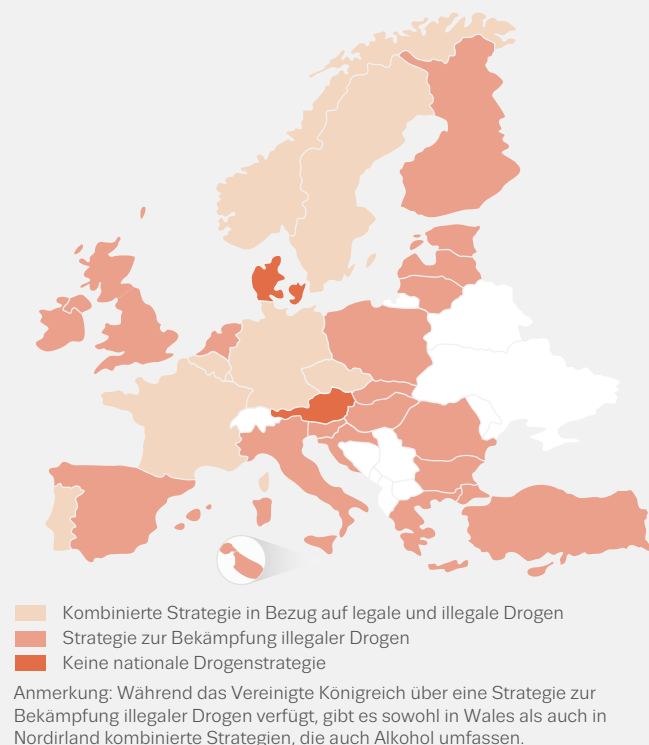 Kombinierte Strategie in Bezug auf legale und illegale Drogen
Strategie zur Bekämpfung illegaler Drogen
Keine nationale Drogenstrategie
Anmerkung: Während das Vereinigte Königreich über eine Strategie zur
Bekämpfung illegaler Drogen verfügt, gibt es sowohl in Wales als auch in
Nordirland kombinierte Strategien, die auch Alkohol umfassen.